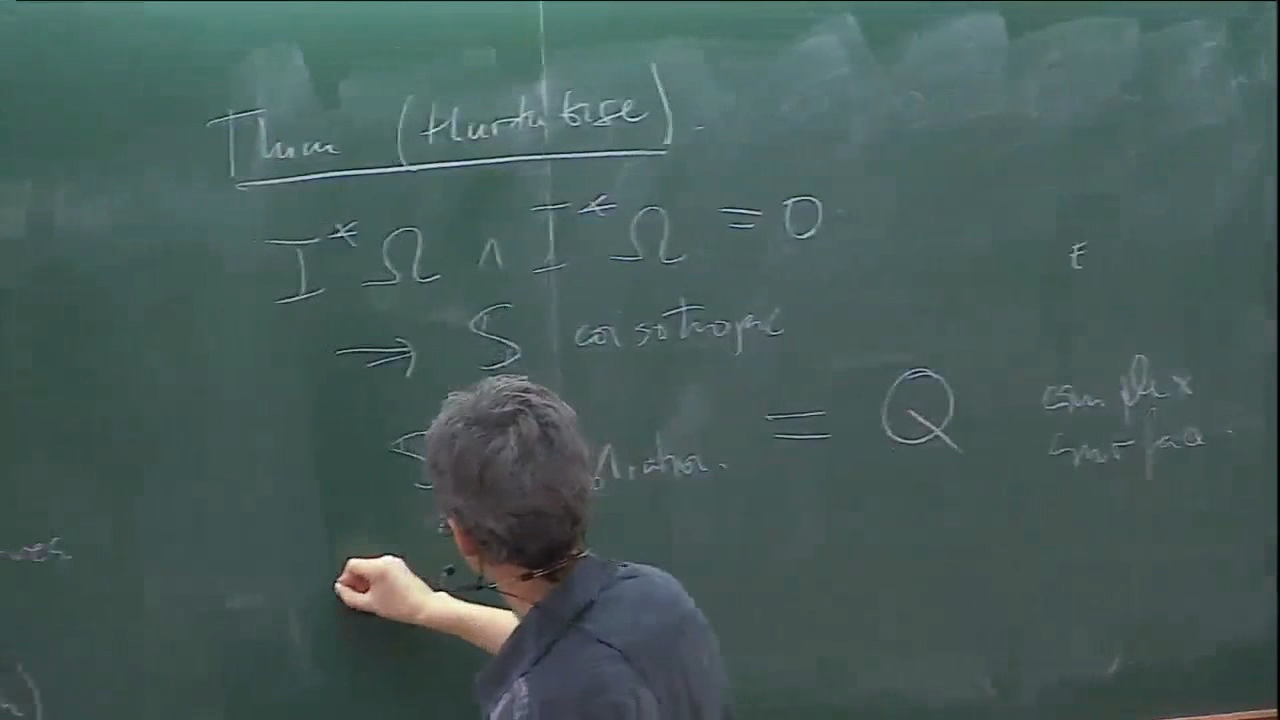 Thm (Hurtubise).
I* Ω ∧ I* Ω = 0
→ S coisotropic
S = Q complex
surface.